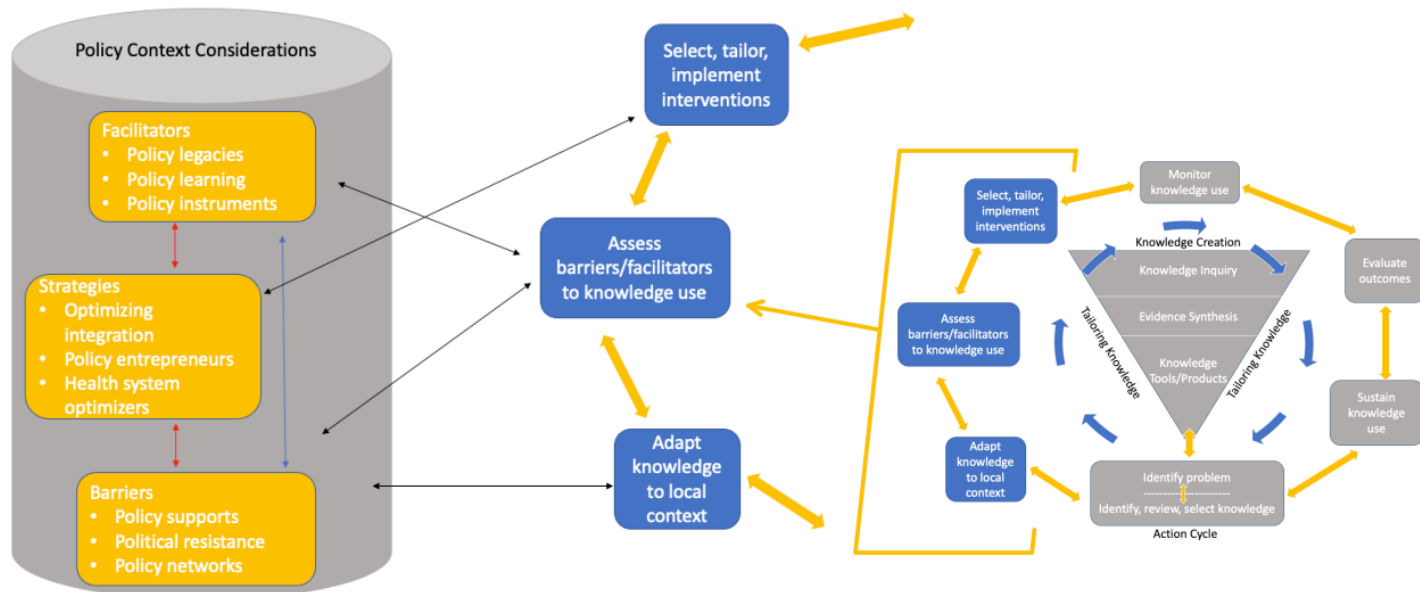 Policy Context Considerations
Facilitators
• Policy legacies
• Policy learning
• Policy instruments
Strategies
• Optimizing
integration
• Policy entrepreneurs
• Health system
optimizers
Barriers
• Policy supports
• Political resistance
• Policy networks
Select, tailor,
implement
interventions
Assess
barriers/facilitators
to knowledge use
Adapt
knowledge
to local
context
Select, tailor,
implement
interventions
Assess
barriers/facilitators
to knowledge use
Adapt
knowledge
to local
context
Monitor
knowledge use
Evaluate
outcomes
Sustain
knowledge
use
Knowledge Creation
Knowledge Inquiry
Evidence Synthesis
Knowledge
Tools/Products
Tailoring Knowledge
Tailoring Knowledge
Identify problem
Identify, review, select knowledge
Action Cycle